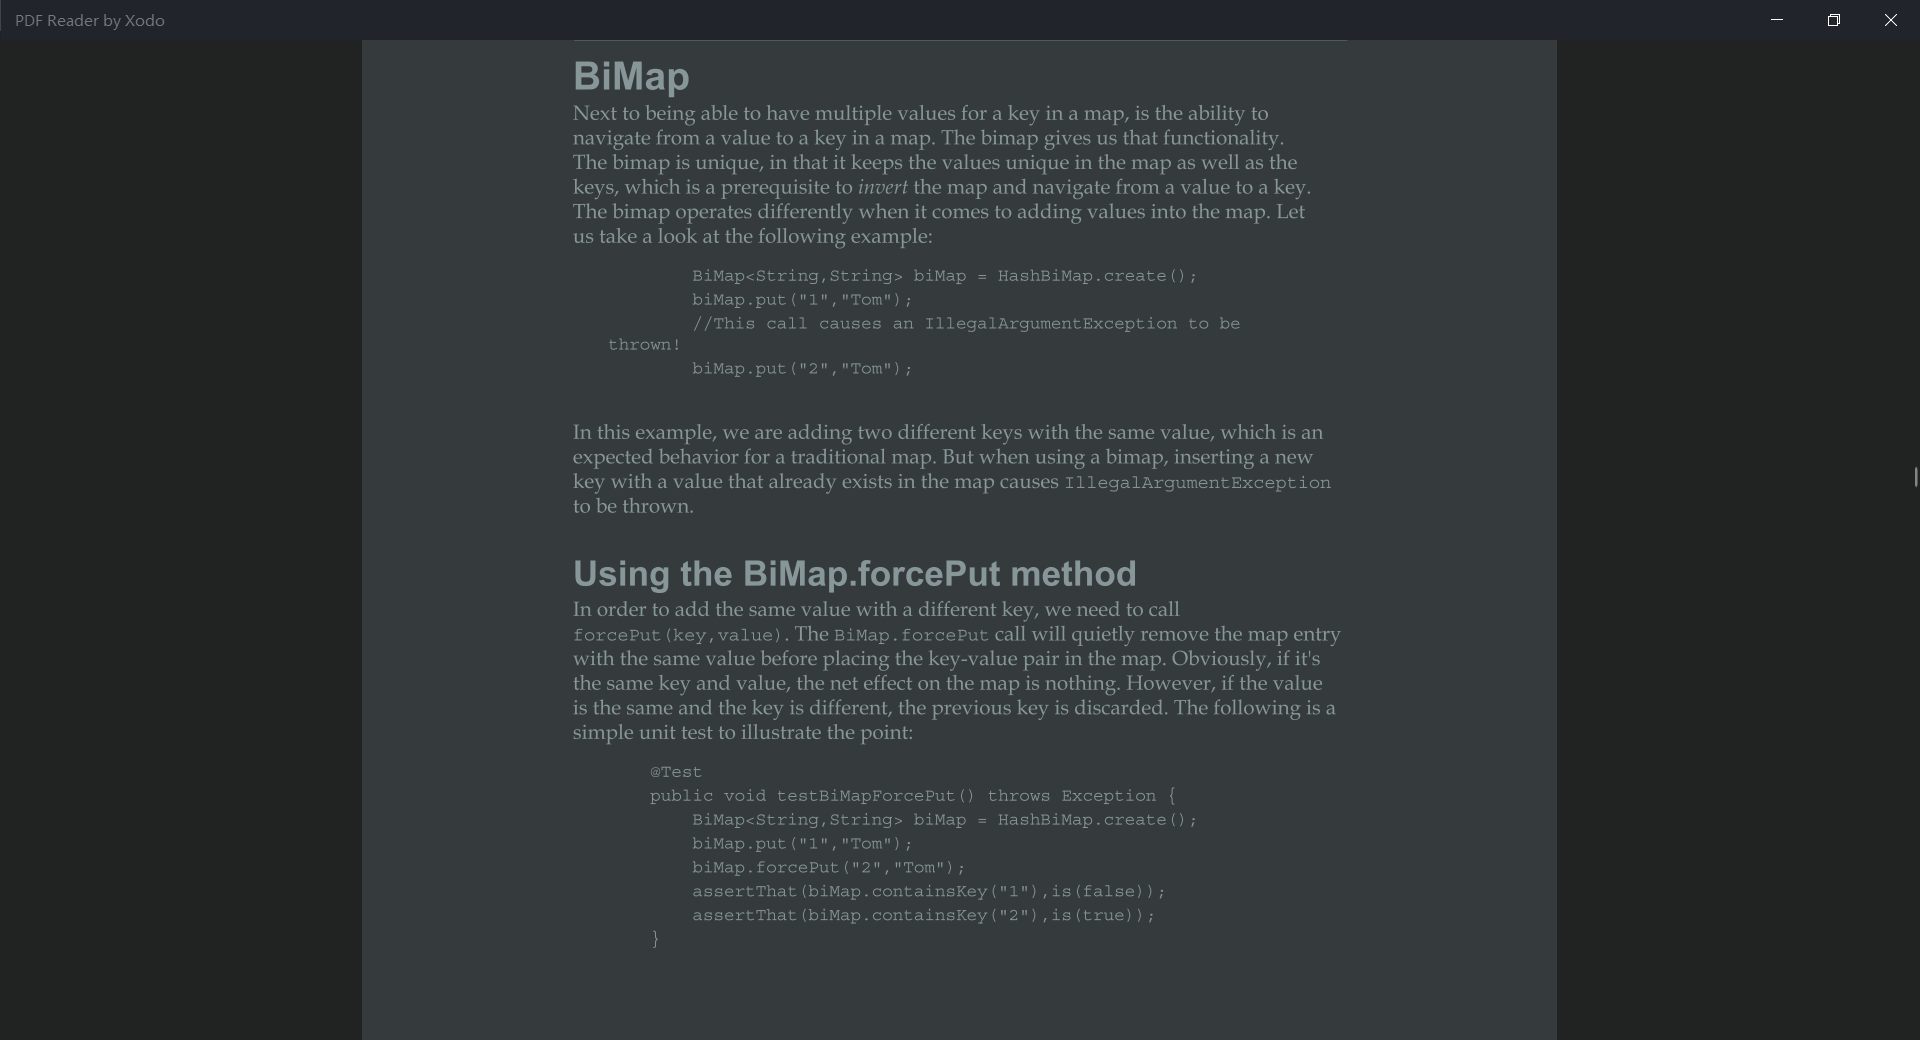 PDF Reader by Xodo
BiMap
Next to being able to have multiple values for a key in a map, is the ability to
navigate from a value to a key in a map. The bimap gives us that functionality.
The bimap is unique, in that it keeps the values unique in the map as well as the
keys, which is a prerequisite to invert the map and navigate from a value to a key.
The bimap operates differently when it comes to adding values into the map. Let
us take a look at the following example:
BiMap<String,String> biMap = HashBiMap.create();
biMap.put("1","Tom");
//This call causes an IllegalArgumentException to be
thrown!
biMap.put("2","Tom");
In this example, we are adding two different keys with the same value, which is an
expected behavior for a traditional map. But when using a bimap, inserting a new
key with a value that already exists in the map causes IllegalArgumentException
to be thrown.
Using the BiMap.forcePut method
In order to add the same value with a different key, we need to call
forcePut(key,value). The BiMap.forcePut call will quietly remove the map entry
with the same value before placing the key-value pair in the map. Obviously, if it's
the same key and value, the net effect on the map is nothing. However, if the value
is the same and the key is different, the previous key is discarded. The following is a
simple unit test to illustrate the point:
@Test
public void testBiMapForcePut() throws Exception {
BiMap<String,String> biMap = HashBiMap.create();
biMap.put("1","Tom");
biMap.forcePut("2","Tom");
assertThat(biMap.containsKey("1"),is(false));
assertThat(biMap.containsKey("2"),is(true));
}